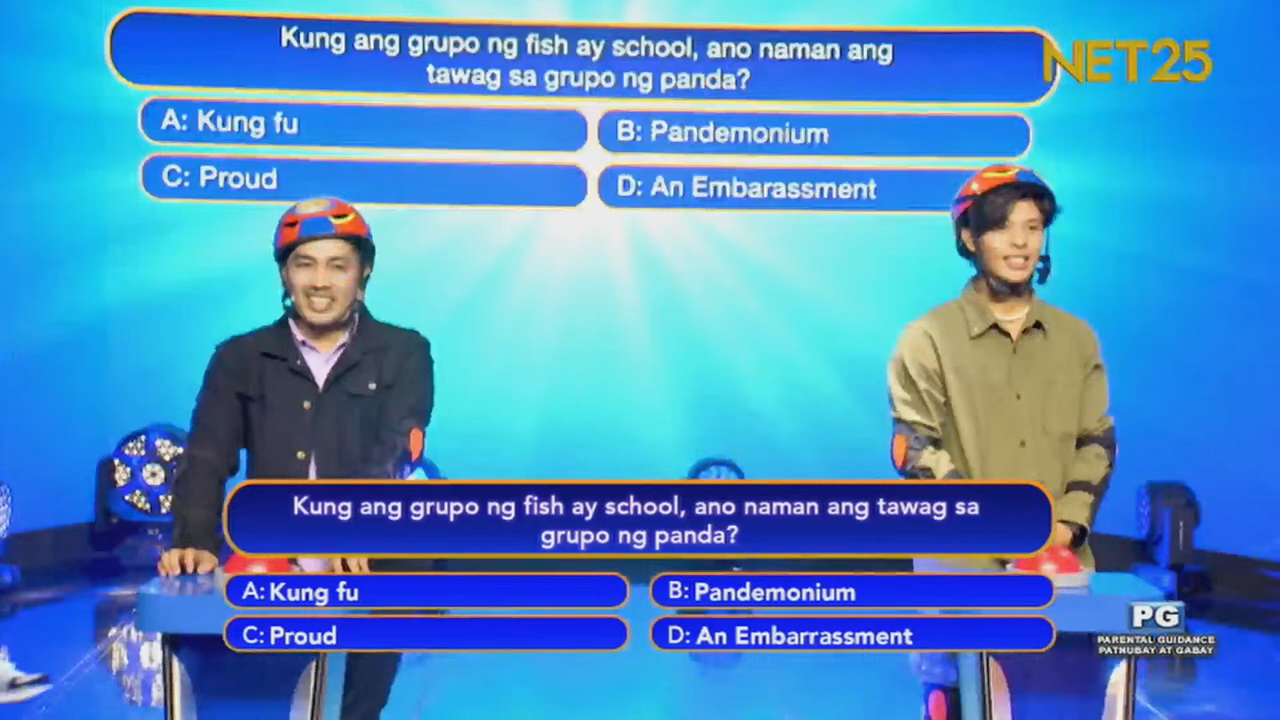 Kung ang grupo ng fish ay school, ano naman ang
tawag sa grupo ng panda?
NET25
A: Kung fu
B: Pandemonium
C: Proud
D: An Embarassment
Kung ang grupo ng fish ay school, ano naman ang tawag sa
grupo ng panda?
A: Kung fu
B: Pandemonium
C: Proud
D: An Embarrassment
PG
PARENTAL GUIDANCE
PATNUBAY AT GABAY